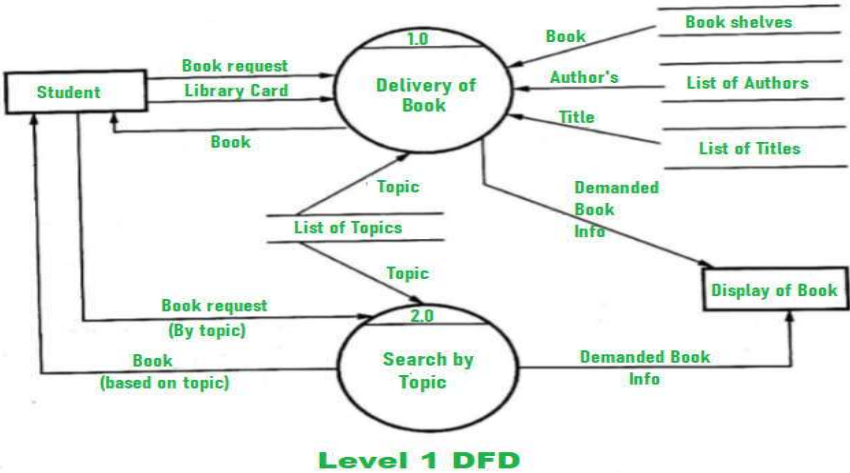 Book shelves
1.0
Book
Book request
Author's
List of Authors
Student
Library Card
Delivery of
Book
Title
Book
List of Titles
Topic
Demanded
Book
Info
List of Topics
Topic
Display of Book
Book request
(By topic)
2.0
Book
(based on topic)
Search by
Topic
Demanded Book
Info
Level 1 DFD